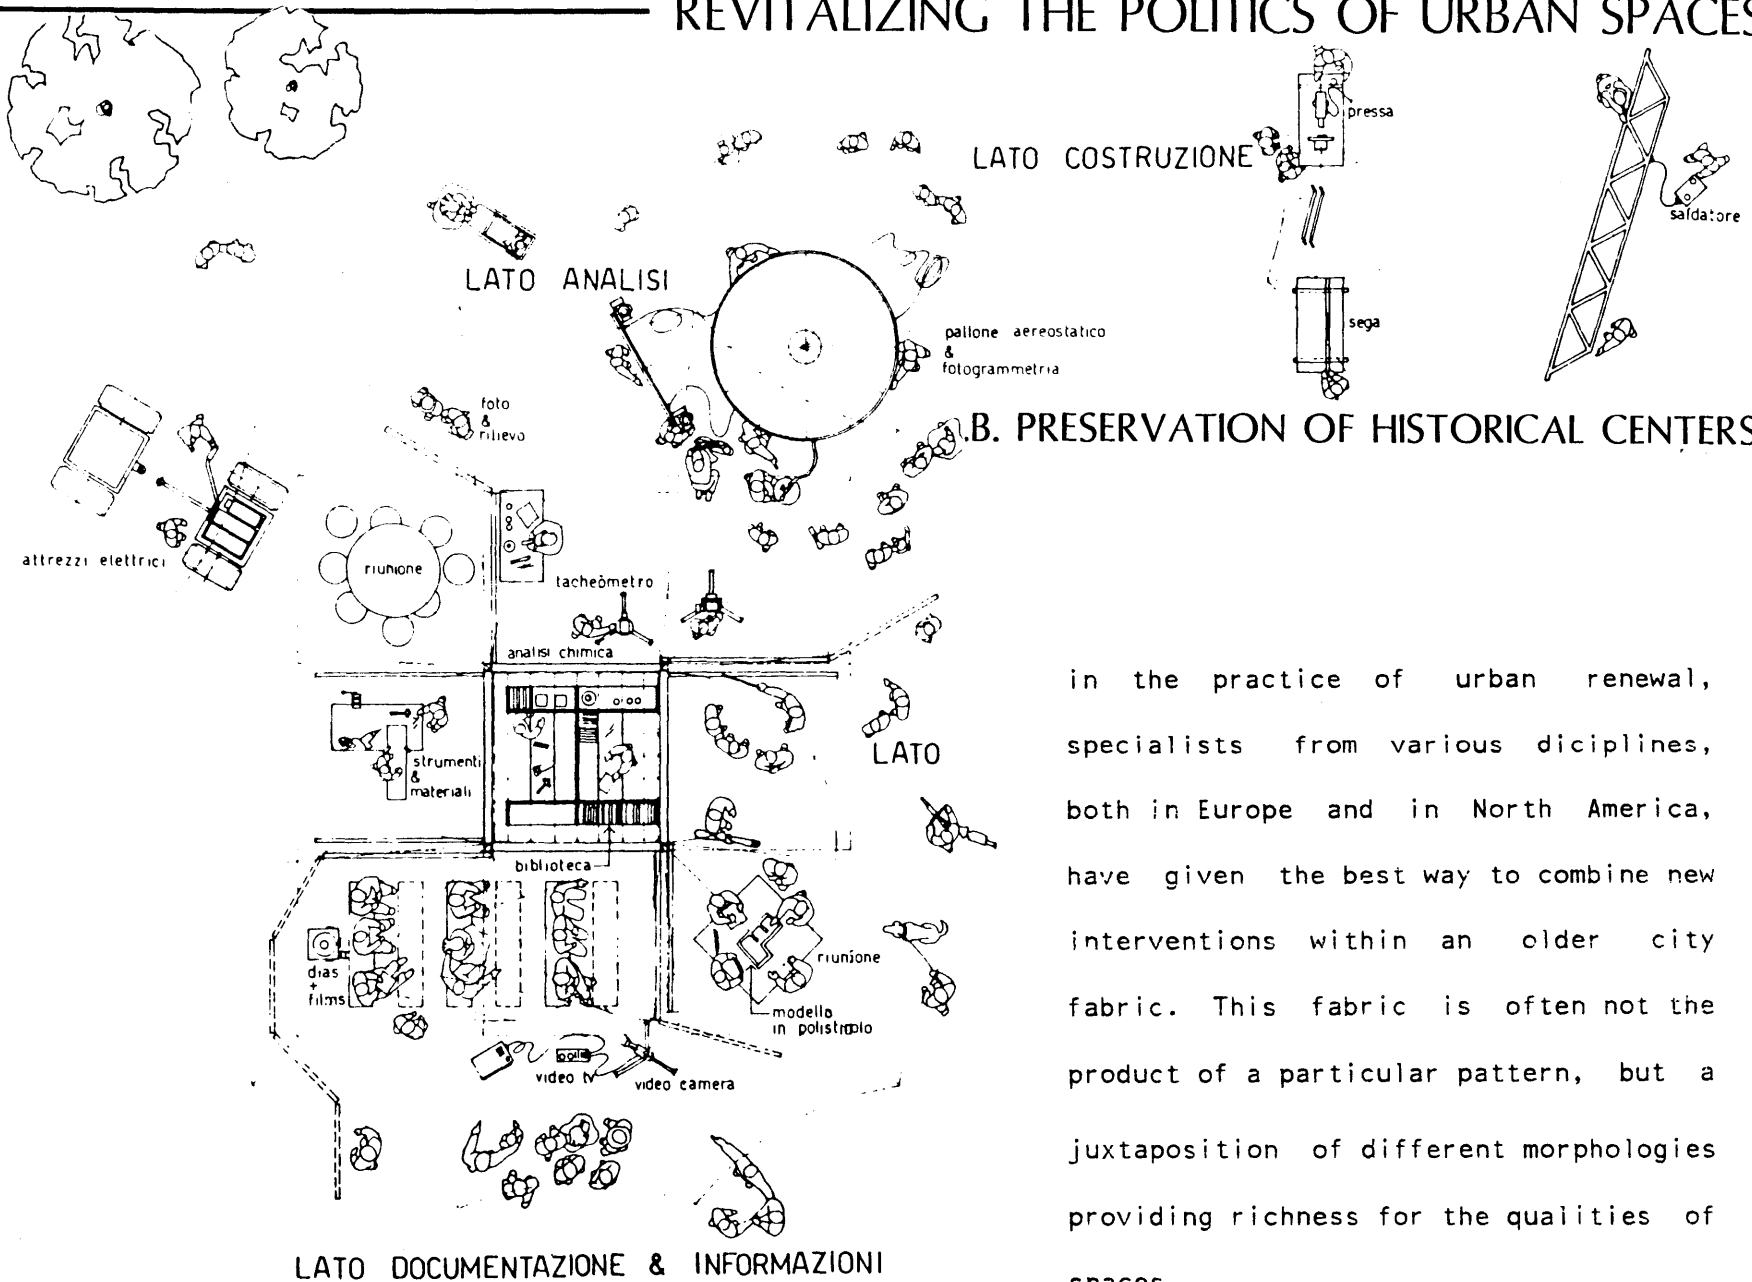 REVITALIZING THE POLITICS OF URBAN SPACES
pressa
LATO COSTRUZIONE
saldatore
LATO ANALISI
pallone aereostatico
&
fotogrammetria
sega
foto
&
rilievo
B. PRESERVATION OF HISTORICAL CENTERS
attrezzi elettrici
riunione
tacheometro
analisi chimica
strumenti
&
materiali
LATO
biblioteca
dias
+
films
riunione
modello
in polistirolo
video tv
video camera
LATO DOCUMENTAZIONE & INFORMAZIONI
in the practice of urban renewal,
specialists from various diciplines,
both in Europe and in North America,
have given the best way to combine new
interventions within an older city
fabric. This fabric is often not the
product of a particular pattern, but a
juxtaposition of different morphologies
providing richness for the qualities of
spaces